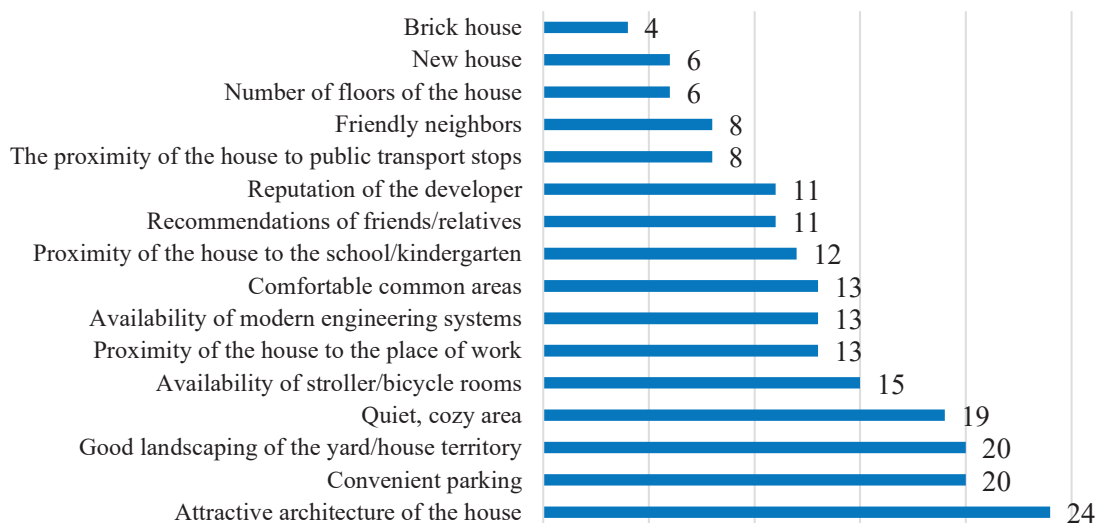 Brick house 4
New house 6
Number of floors of the house 6
Friendly neighbors 8
The proximity of the house to public transport stops 8
Reputation of the developer 11
Recommendations of friends/relatives 11
Proximity of the house to the school/kindergarten 12
Comfortable common areas 13
Availability of modern engineering systems 13
Proximity of the house to the place of work 13
Availability of stroller/bicycle rooms 15
Quiet, cozy area 19
Good landscaping of the yard/house territory 20
Convenient parking 20
Attractive architecture of the house 24